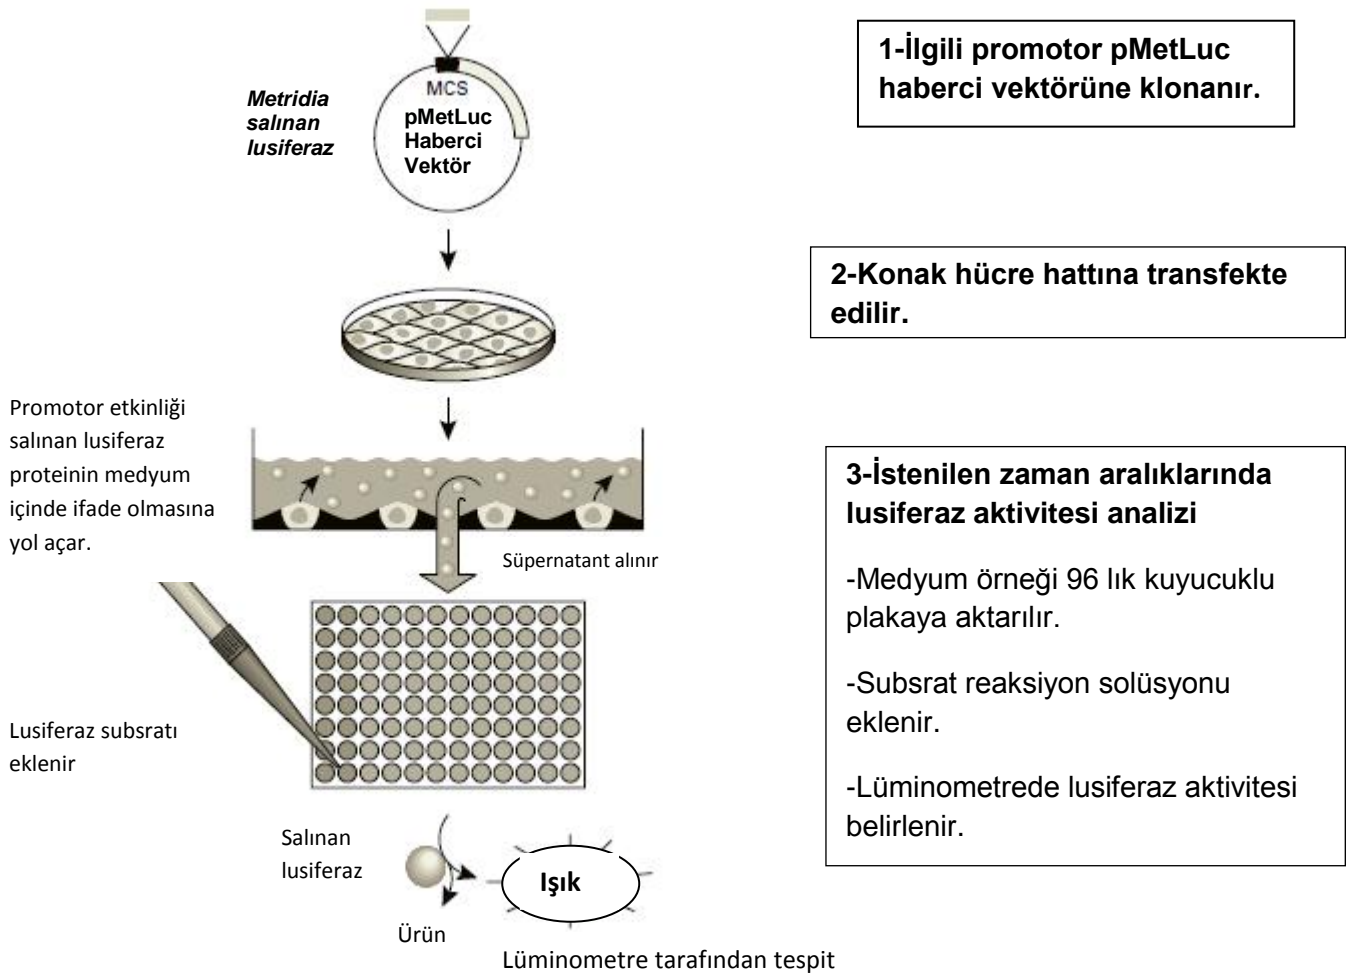 1-İlgili promotor pMetLuc
haberci vektörüne klonanır.
Metridia
salınan
lusiferaz
MCS
pMetLuc
Haberci
Vektör
2-Konak hücre hattına transfekte
edilir.
Promotor etkinliği
salınan lusiferaz
proteinin medyum
içinde ifade olmasına
yol açar.
Süpernatant alınır
3-İstenilen zaman aralıklarında
lusiferaz aktivitesi analizi
-Medyum örneği 96 lık kuyucuklu
plakaya aktarılır.
-Subsrat reaksiyon solüsyonu
eklenir.
-Lüminometrede lusiferaz aktivitesi
belirlenir.
Lusiferaz subsratı
eklenir
Salınan
lusiferaz
Işık
Ürün
Lüminometre tarafından tespit